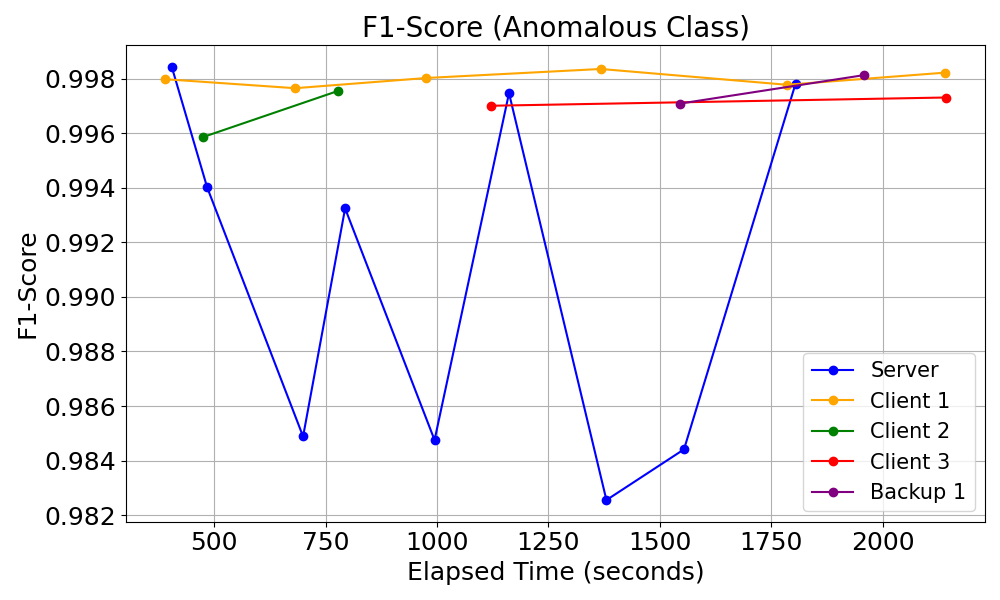 F1-Score (Anomalous Class)
F1-Score
0.998
0.996
0.994
0.992
0.990
0.988
0.986
0.984
0.982
Server
Client 1
Client 2
Client 3
Backup 1
500 750 1000 1250 1500 1750 2000
Elapsed Time (seconds)